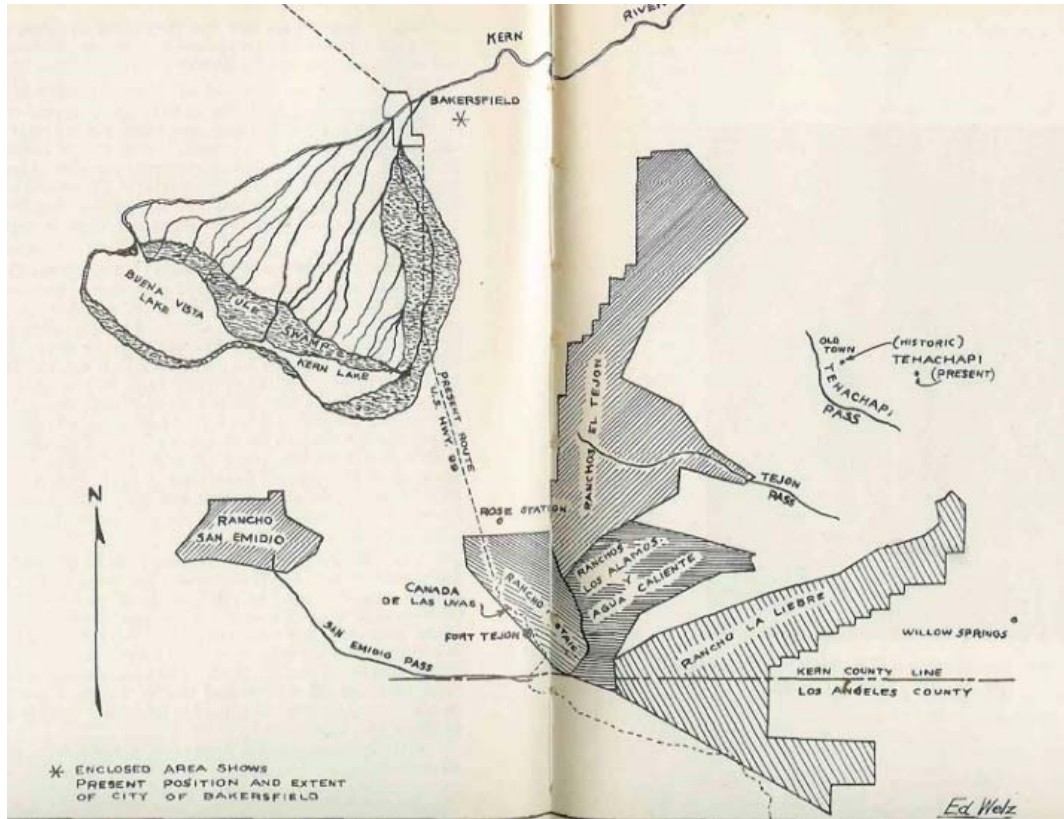 KERN
RIVER
BAKERSFIELD
*
BUENA VISTA
LAKE
TULE
SWAMP
KERN LAKE
PRESENT ROUTE
U.S. HWY. 99
RANCHOS EL TEJON
OLD
TOWN
(HISTORIC)
TEHACHAPI
(PRESENT)
TEHACHAPI
PASS
TEJON
PASS
N
RANCHO
SAN EMIDIO
ROSE STATION
RANCHOS
LOS ALAMOS
Y
AGUA CALIENTE
CANADA
DE LAS UVAS
RANCHO
FORT TEJON
SAN EMIDIO PASS
RANCHO LA LIEBRE
WILLOW SPRINGS
KERN COUNTY LINE
LOS ANGELES COUNTY
* ENCLOSED AREA SHOWS
PRESENT POSITION AND EXTENT
OF CITY OF BAKERSFIELD
Ed Welz